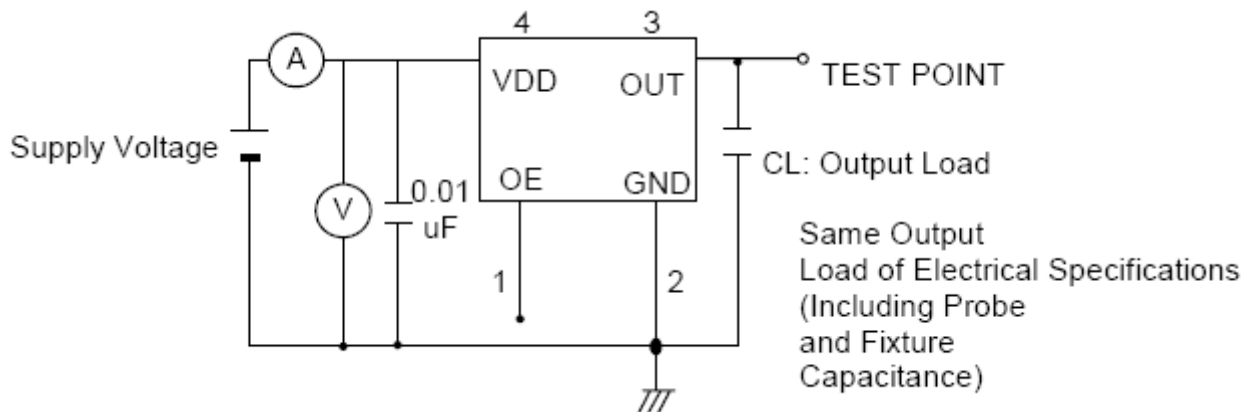 4
3
A
VDD
OUT
TEST POINT
Supply Voltage
CL: Output Load
OE
GND
0.01
uF
V
1
2
Same Output
Load of Electrical Specifications
(Including Probe
and Fixture
Capacitance)